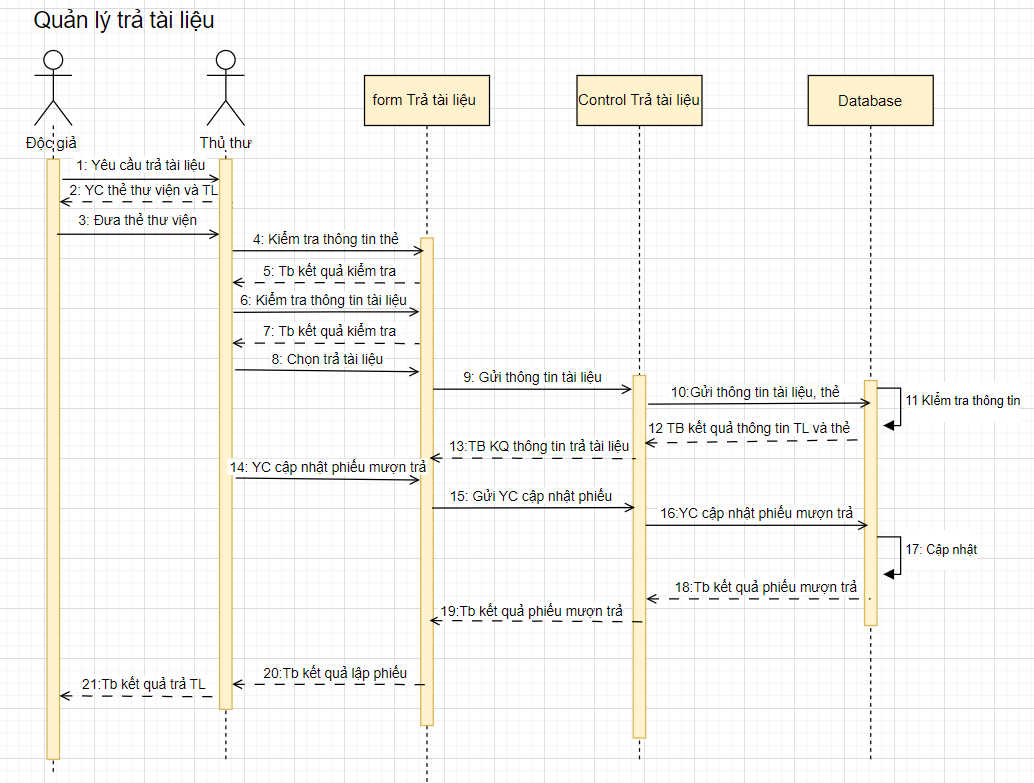 Quản lý trả tài liệu
form Trả tài liệu
Control Trả tài liệu
Database
Độc giả
Thủ thư
1: Yêu cầu trả tài liệu
2: YC thẻ thư viện và TL
3: Đưa thẻ thư viện
4: Kiểm tra thông tin thẻ
5: Tb kết quả kiểm tra
6: Kiểm tra thông tin tài liệu
7: Tb kết quả kiểm tra
8: Chọn trả tài liệu
9: Gửi thông tin tài liệu
10:Gửi thông tin tài liệu, thẻ
11 KIểm tra thông tin
12 TB kết quả thông tin TL và thẻ
13:TB KQ thông tin trả tài liệu
14: YC cập nhật phiếu mượn trả
15: Gửi YC cập nhật phiếu
16:YC cập nhật phiếu mượn trả
17: Cập nhật
18:Tb kết quả phiếu mượn trả
19:Tb kết quả phiếu mượn trả
20:Tb kết quả lập phiếu
21:Tb kết quả trả TL